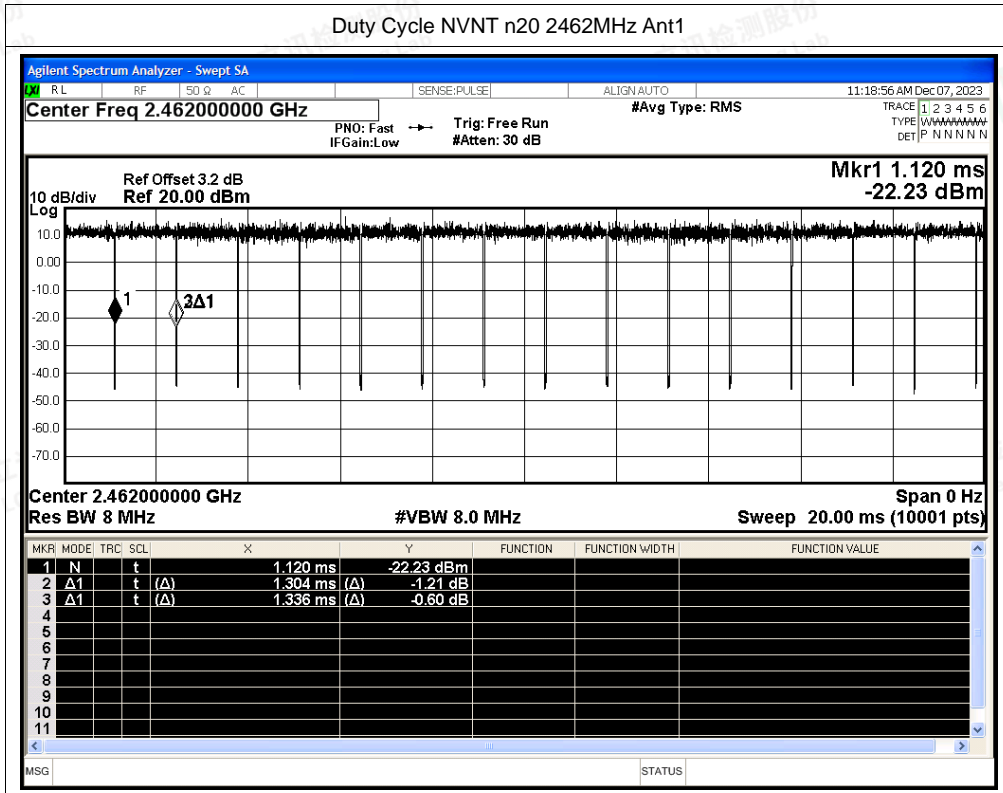 Duty Cycle NVNT n20 2462MHz Ant1
Agilent Spectrum Analyzer - Swept SA
LXI RL RF 50 Ω AC SENSE:PULSE ALIGN AUTO 11:18:56 AM Dec 07, 2023
Center Freq 2.462000000 GHz #Avg Type: RMS TRACE 1 2 3 4 5 6
PNO: Fast Trig: Free Run TYPE WWWWWW
IFGain:Low #Atten: 30 dB DET P N N N N N
Mkr1 1.120 ms
Ref Offset 3.2 dB
10 dB/div Ref 20.00 dBm -22.23 dBm
Log
10.0
0.00
-10.0
1 3Δ1
-20.0
-30.0
-40.0
-50.0
-60.0
-70.0
Center 2.462000000 GHz Span 0 Hz
Res BW 8 MHz #VBW 8.0 MHz Sweep 20.00 ms (10001 pts)
MKR MODE TRC SCL X Y FUNCTION FUNCTION WIDTH FUNCTION VALUE
1 N t 1.120 ms -22.23 dBm
2 Δ1 t (Δ) 1.304 ms (Δ) -1.21 dB
3 Δ1 t (Δ) 1.336 ms (Δ) -0.60 dB
4
5
6
7
8
9
10
11
MSG STATUS